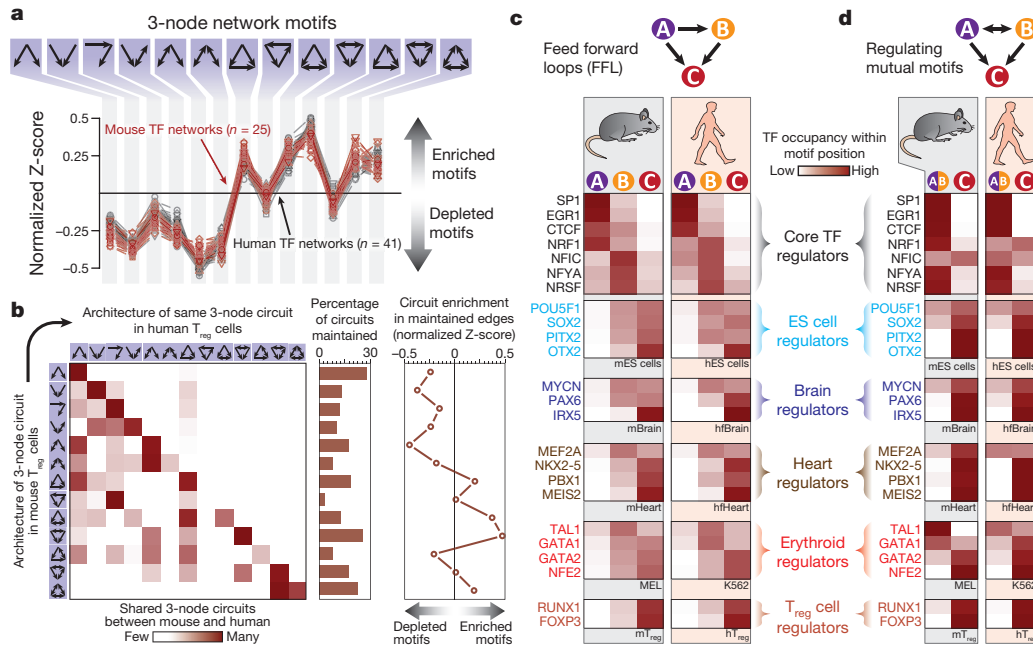 a
3-node network motifs
Normalized Z-score
0.5
0.25
0
−0.25
−0.5
Mouse TF networks (n = 25)
Human TF networks (n = 41)
Enriched
motifs
Depleted
motifs
b
Architecture of same 3-node circuit
in human Treg cells
Architecture of 3-node circuit
in mouse Treg cells
Shared 3-node circuits
between mouse and human
Few
Many
Percentage
of circuits
maintained
0
30
Circuit enrichment
in maintained edges
(normalized Z-score)
−0.5
0
0.5
Depleted
motifs
Enriched
motifs
c
Feed forward
loops (FFL)
A
B
C
TF occupancy within
motif position
Low
High
A
B
C
A
B
C
SP1
EGR1
CTCF
NRF1
NFIC
NFYA
NRSF
Core TF
regulators
POU5F1
SOX2
PITX2
OTX2
mES cells
hES cells
ES cell
regulators
MYCN
PAX6
IRX5
mBrain
hfBrain
Brain
regulators
MEF2A
NKX2-5
PBX1
MEIS2
mHeart
hfHeart
Heart
regulators
TAL1
GATA1
GATA2
NFE2
MEL
K562
Erythroid
regulators
RUNX1
FOXP3
mTreg
hTreg
Treg cell
regulators
d
Regulating
mutual motifs
A
B
C
A
B
C
A
B
C
SP1
EGR1
CTCF
NRF1
NFIC
NFYA
NRSF
POU5F1
SOX2
PITX2
OTX2
mES cells
hES cells
MYCN
PAX6
IRX5
mBrain
hfBrain
MEF2A
NKX2-5
PBX1
MEIS2
mHeart
hfHeart
TAL1
GATA1
GATA2
NFE2
MEL
K562
RUNX1
FOXP3
mTreg
hTreg